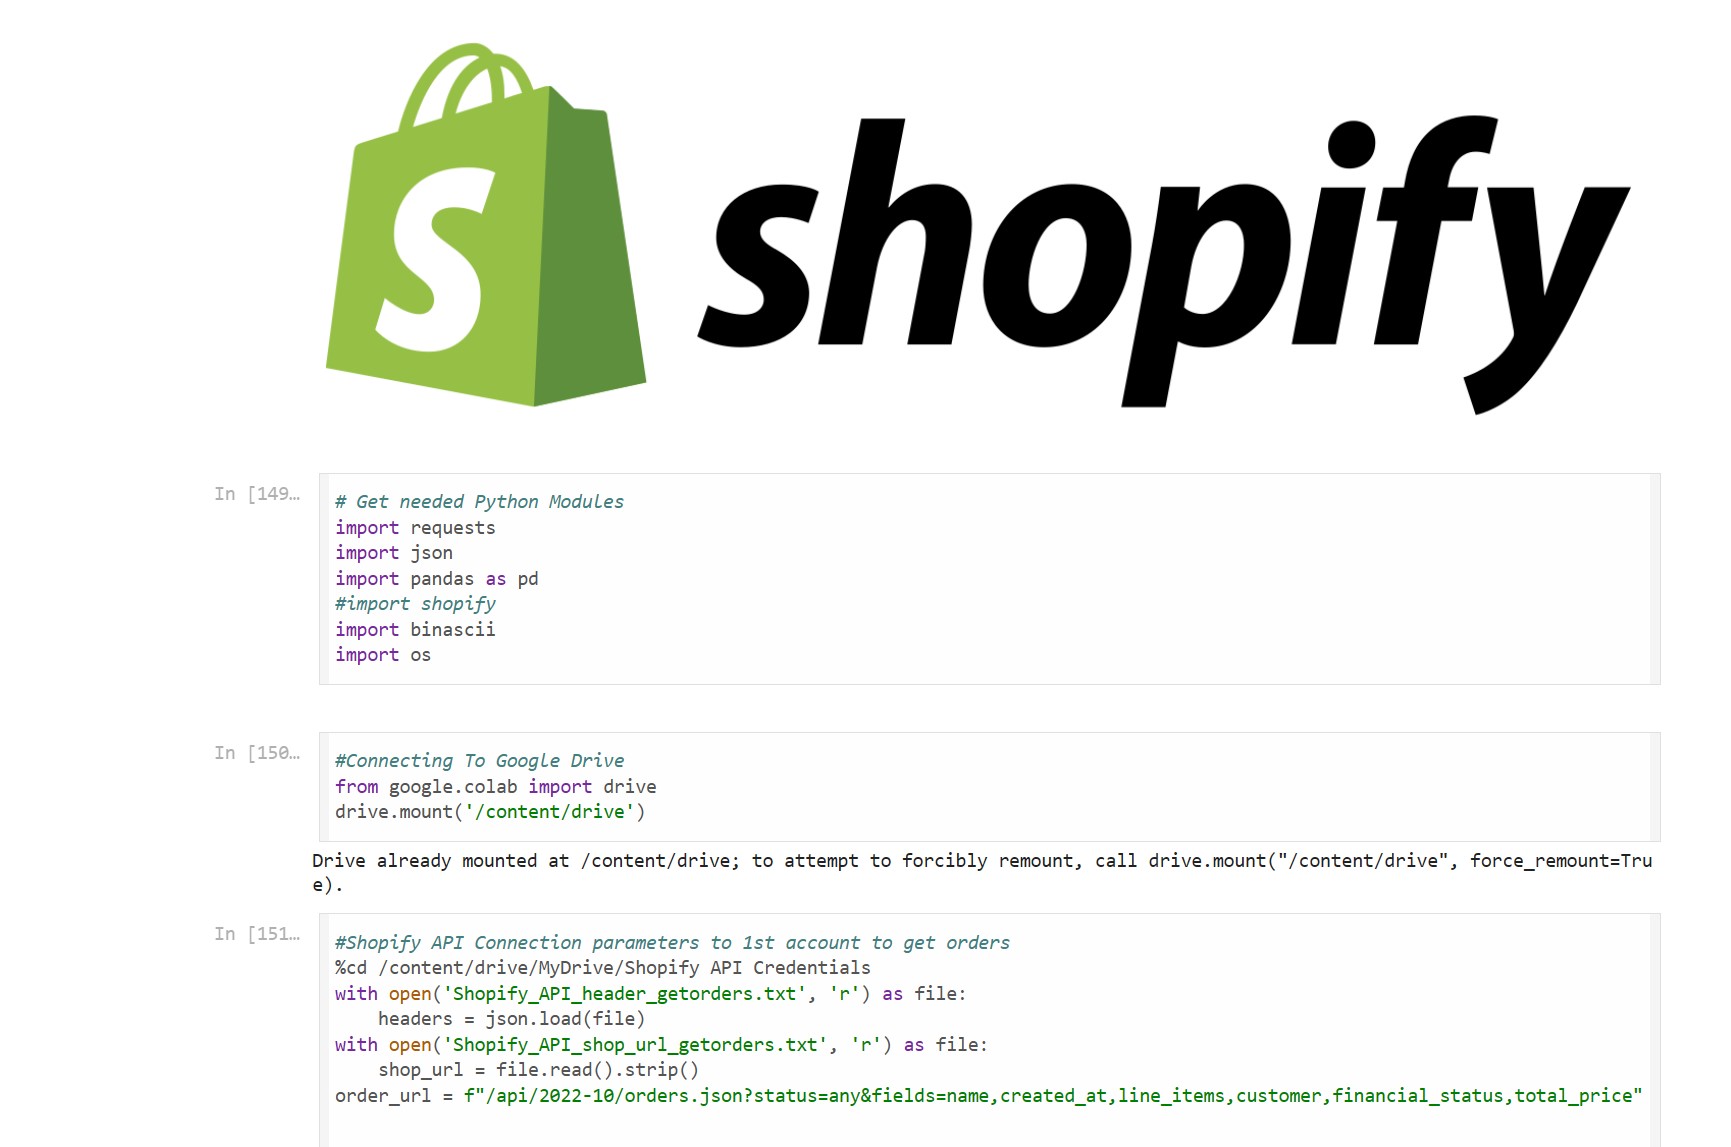 shopify
In [149…
# Get needed Python Modules
import requests
import json
import pandas as pd
#import shopify
import binascii
import os
In [150…
#Connecting To Google Drive
from google.colab import drive
drive.mount('/content/drive')
Drive already mounted at /content/drive; to attempt to forcibly remount, call drive.mount("/content/drive", force_remount=Tru
e).
In [151…
#Shopify API Connection parameters to 1st account to get orders
%cd /content/drive/MyDrive/Shopify API Credentials
with open('Shopify_API_header_getorders.txt', 'r') as file:
    headers = json.load(file)
with open('Shopify_API_shop_url_getorders.txt', 'r') as file:
    shop_url = file.read().strip()
order_url = f"/api/2022-10/orders.json?status=any&fields=name,created_at,line_items,customer,financial_status,total_price"